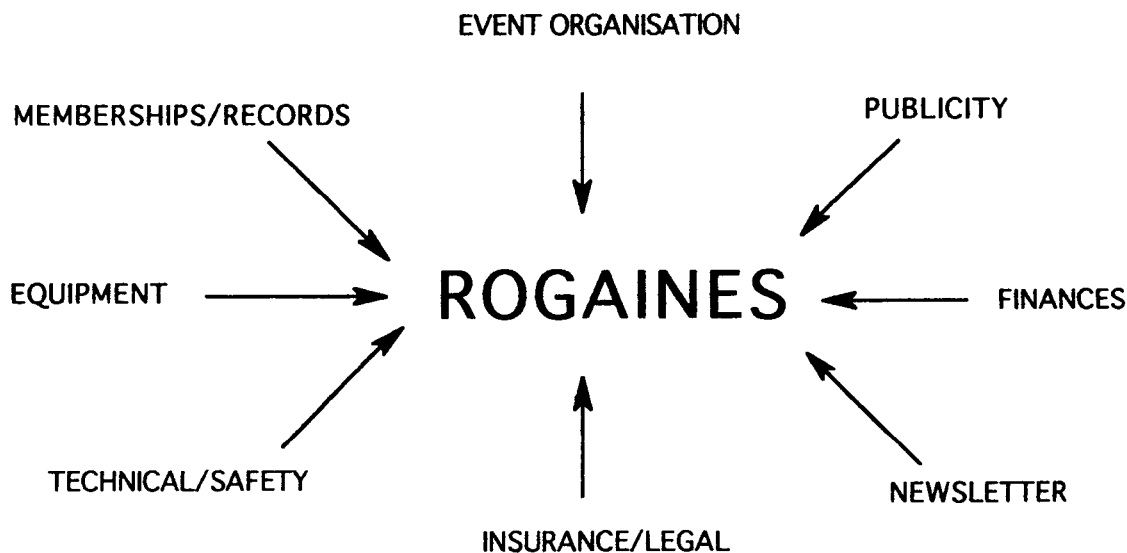 EVENT ORGANISATION
MEMBERSHIPS/RECORDS
PUBLICITY
EQUIPMENT
ROGAINES
FINANCES
TECHNICAL/SAFETY
NEWSLETTER
INSURANCE/LEGAL